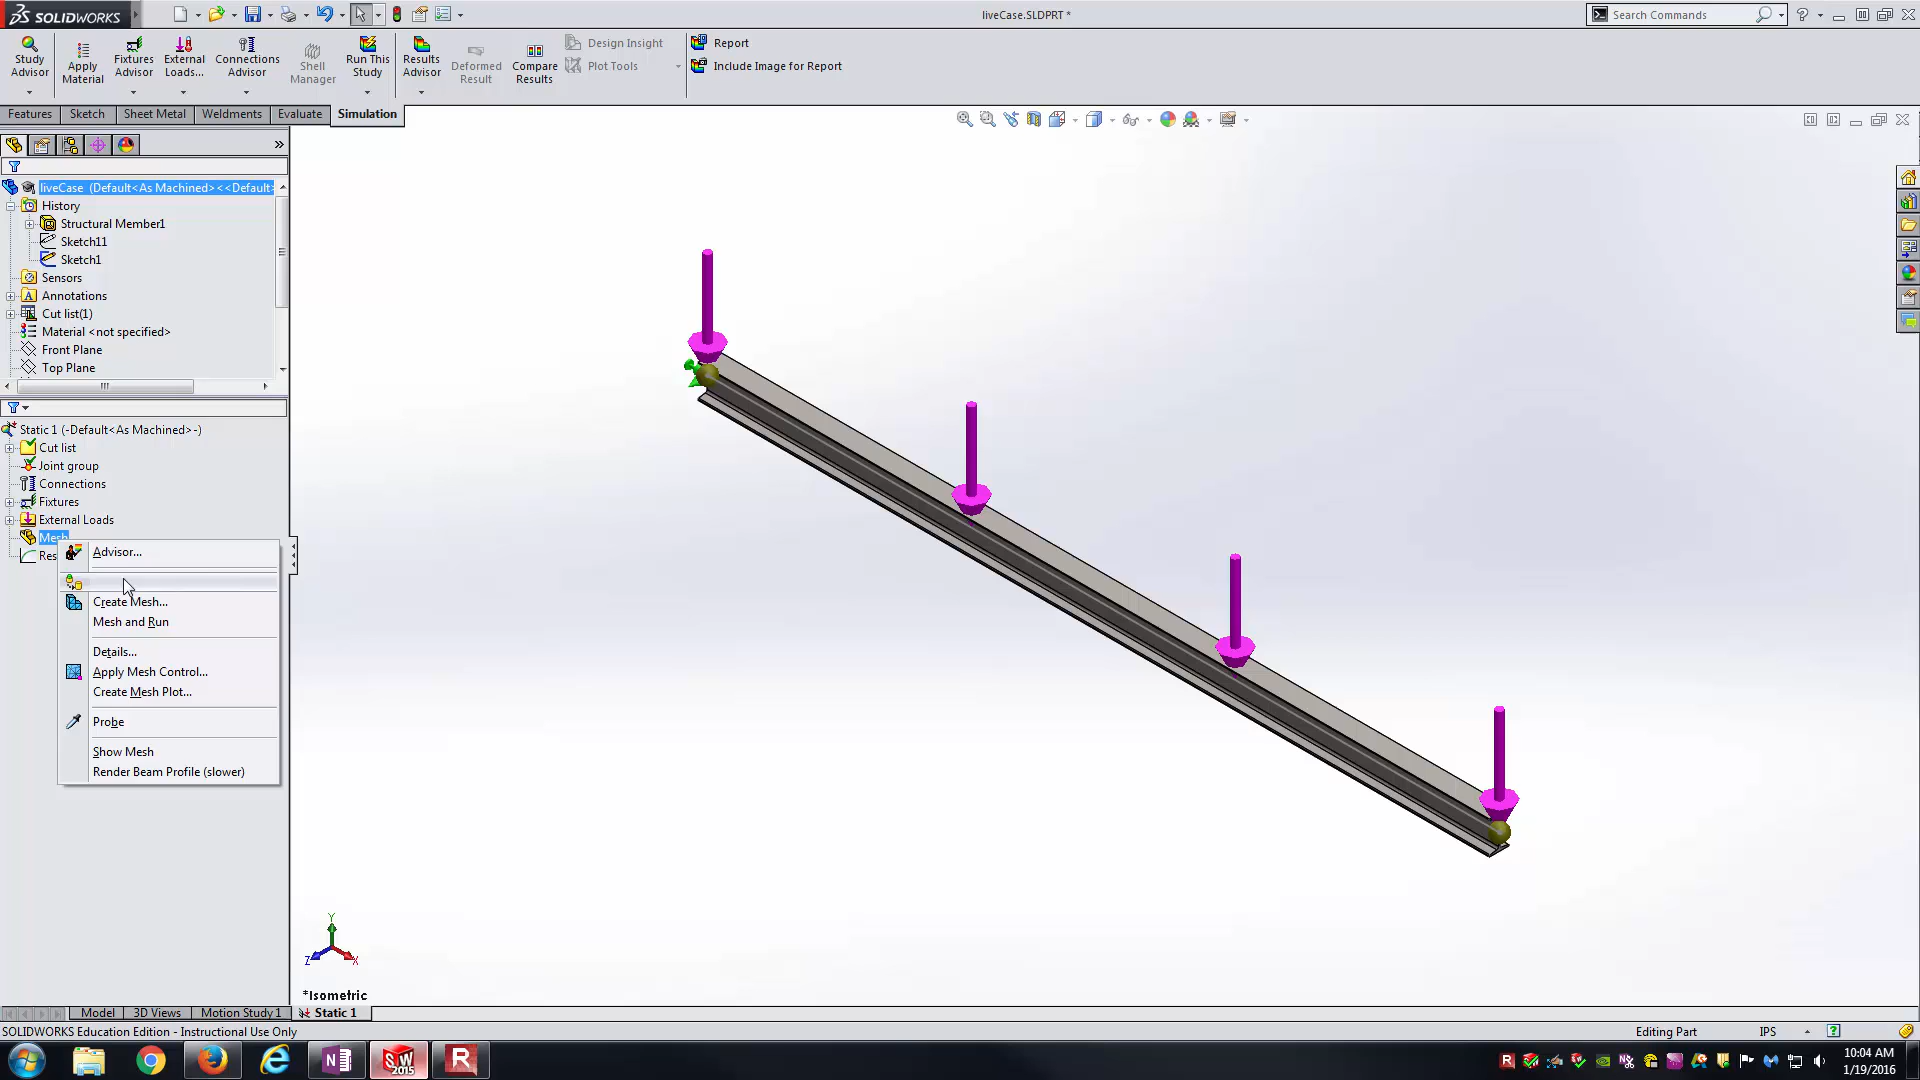 SOLIDWORKS
liveCase.SLDPRT *
Search Commands
Study Advisor
Apply Material
Fixtures Advisor
External Loads...
Connections Advisor
Shell Manager
Run This Study
Results Advisor
Deformed Result
Compare Results
Design Insight
Plot Tools
Report
Include Image for Report
Features
Sketch
Sheet Metal
Weldments
Evaluate
Simulation
liveCase (Default<As Machined><<Default>
History
Structural Member1
Sketch11
Sketch1
Sensors
Annotations
Cut list(1)
Material <not specified>
Front Plane
Top Plane
Static 1 (-Default<As Machined>-)
Cut list
Joint group
Connections
Fixtures
External Loads
Mesh
Res
Advisor...
Create Mesh...
Mesh and Run
Details...
Apply Mesh Control...
Create Mesh Plot...
Probe
Show Mesh
Render Beam Profile (slower)
Y
Z
X
*Isometric
Model
3D Views
Motion Study 1
Static 1
SOLIDWORKS Education Edition - Instructional Use Only
Editing Part
IPS
SW 2015
10:04 AM
1/19/2016